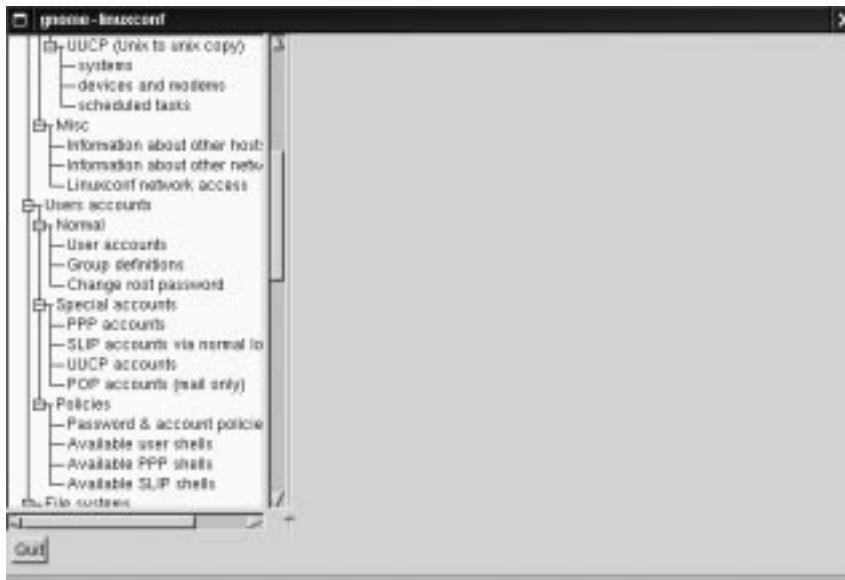 gnome-linuxconf
UUCP (Unix to unix copy)
systems
devices and modems
scheduled tasks
Misc
Information about other host
Information about other netw
Linuxconf network access
Users accounts
Normal
User accounts
Group definitions
Change root password
Special accounts
PPP accounts
SLIP accounts via normal lo
UUCP accounts
POP accounts (mail only)
Policies
Password & account policie
Available user shells
Available PPP shells
Available SLIP shells
File systems
Quit